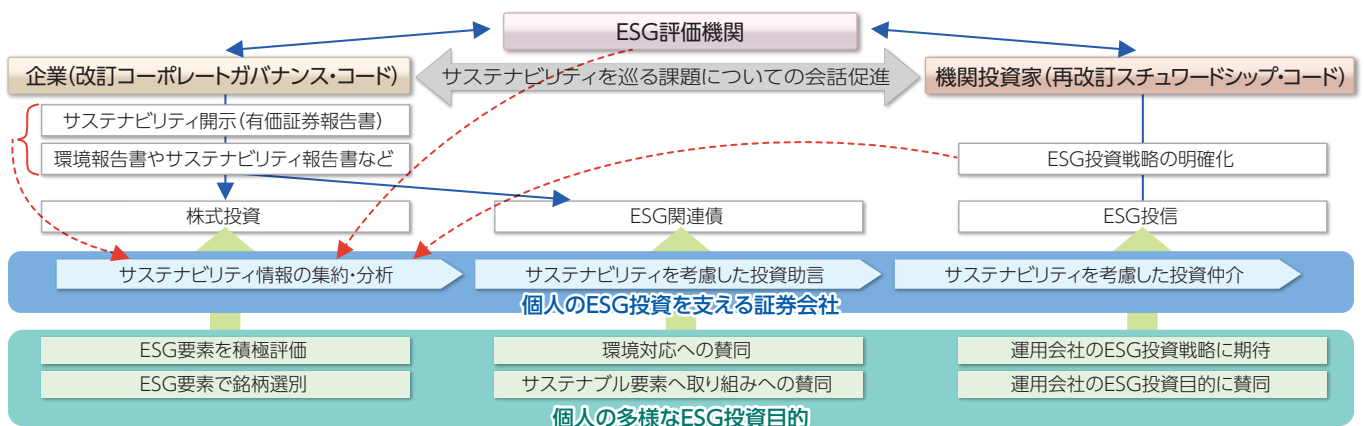 ESG評価機関
企業(改訂コーポレートガバナンス・コード)
サステナビリティを巡る課題についての会話促進
機関投資家(再改訂スチュワードシップ・コード)
サステナビリティ開示(有価証券報告書)
環境報告書やサステナビリティ報告書など
ESG投資戦略の明確化
株式投資
ESG関連債
ESG投信
サステナビリティ情報の集約・分析
サステナビリティを考慮した投資助言
サステナビリティを考慮した投資仲介
個人のESG投資を支える証券会社
ESG要素を積極評価
環境対応への賛同
運用会社のESG投資戦略に期待
ESG要素で銘柄選別
サステナブル要素へ取り組みへの賛同
運用会社のESG投資目的に賛同
個人の多様なESG投資目的